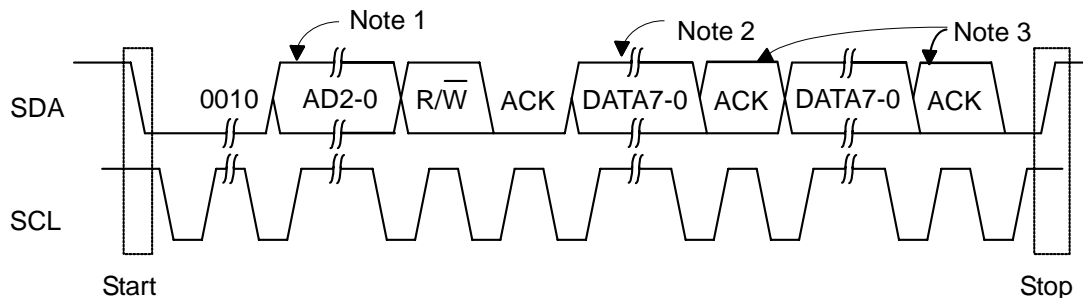 Note 1
Note 2
Note 3
SDA
0010
AD2-0
R/W̅
ACK
DATA7-0
ACK
DATA7-0
ACK
SCL
Start
Stop